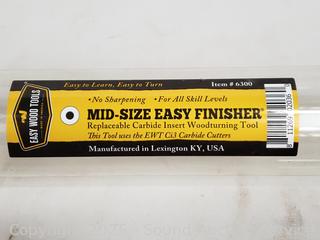 Easy to Learn, Easy to Turn
Item # 6300
• No Sharpening • For All Skill Levels
EASY WOOD TOOLS
MID-SIZE EASY FINISHER
Replaceable Carbide Insert Woodturning Tool
This Tool uses the EWT Ci3 Carbide Cutters
Manufactured in Lexington KY, USA